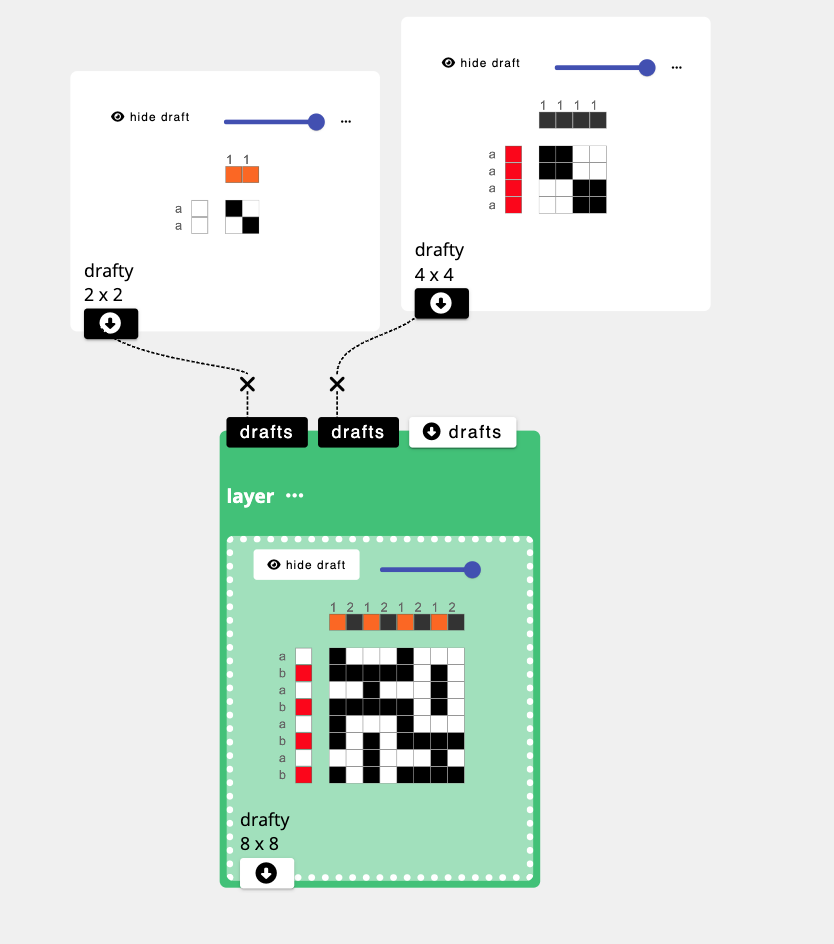 hide draft
...
1 1 1 1
a
a
a
a
drafty
4 x 4
hide draft
...
1 1
a
a
drafty
2 x 2
drafts drafts drafts
layer ...
hide draft
1 2 1 2 1 2 1 2
a
b
a
b
a
b
a
b
drafty
8 x 8